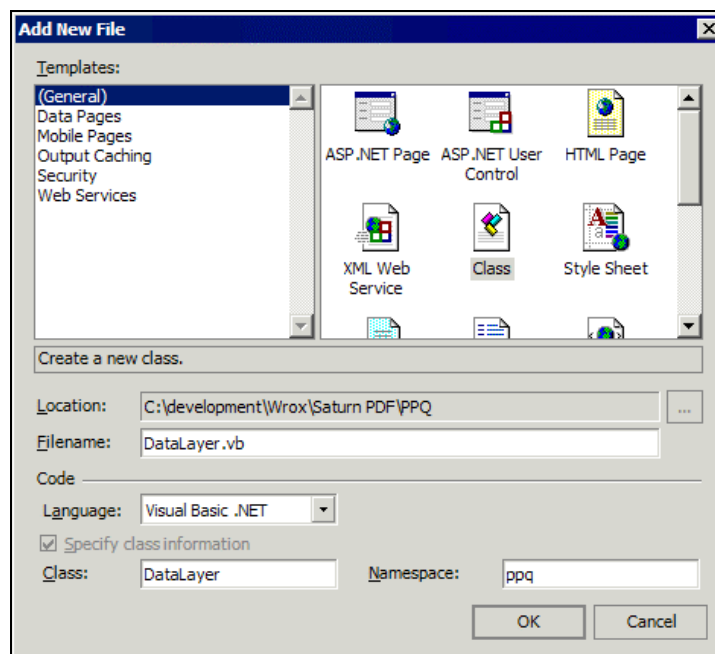 Add New File
Templates:
(General)
Data Pages
Mobile Pages
Output Caching
Security
Web Services
ASP.NET Page
ASP.NET User
Control
HTML Page
XML Web
Service
Class
Style Sheet
Create a new class.
Location:
C:\development\Wrox\Saturn PDF\PPQ
...
Filename:
DataLayer.vb
Code
Language:
Visual Basic .NET
Specify class information
Class:
DataLayer
Namespace:
ppq
OK
Cancel